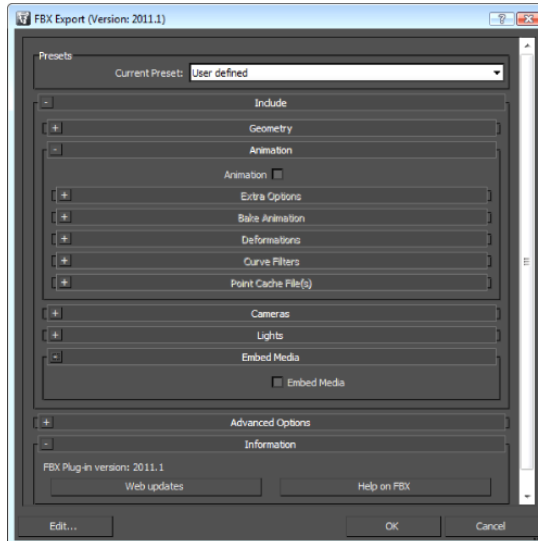 FBX Export (Version: 2011.1)
Presets
Current Preset: User defined
- Include
+ Geometry
- Animation
Animation
+ Extra Options
+ Bake Animation
+ Deformations
+ Curve Filters
+ Point Cache File(s)
+ Cameras
+ Lights
- Embed Media
Embed Media
+ Advanced Options
- Information
FBX Plug-in version: 2011.1
Web updates Help on FBX
Edit... OK Cancel